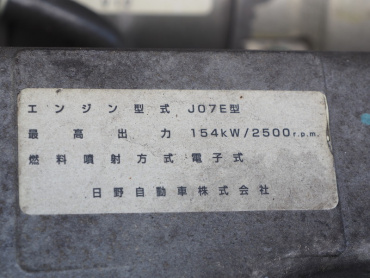 エンジン型式 J07E型
最高出力 154kW/2500r.p.m.
燃料噴射方式 電子式
日野自動車株式会社